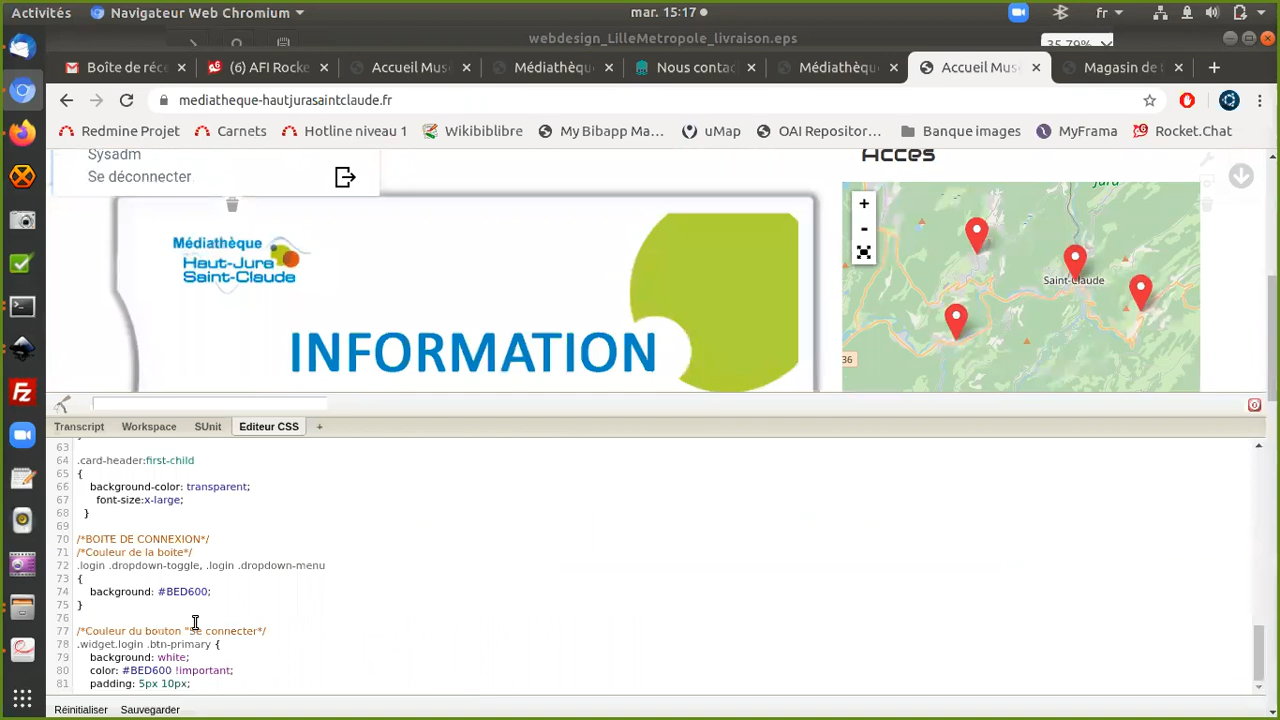 Activités
Navigateur Web Chromium
mar. 15:17
fr
webdesign_LilleMetropole_livraison.eps
35,79%
Boîte de réc
(6) AFI Rocke
Accueil Mus
Médiathèqu
Nous contac
Médiathèqu
Accueil Mus
Magasin de
mediatheque-hautjurasaintclaude.fr
Redmine Projet
Carnets
Hotline niveau 1
Wikibiblibre
My Bibapp Ma...
uMap
OAI Repositor...
Banque images
MyFrama
Rocket.Chat
Sysadm
Se déconnecter
Médiathèque
Haut-Jura
Saint-Claude
INFORMATION
Accès
+
-
Jura
Saint-Claude
36
Transcript
Workspace
SUnit
Editeur CSS
+
63
64 .card-header:first-child
65 {
66 background-color: transparent;
67 font-size:x-large;
68 }
69
70 /*BOITE DE CONNEXION*/
71 /*Couleur de la boite*/
72 .login .dropdown-toggle, .login .dropdown-menu
73 {
74 background: #BED600;
75 }
76
77 /*Couleur du bouton "Se connecter*/
78 .widget.login .btn-primary {
79 background: white;
80 color: #BED600 !important;
81 padding: 5px 10px;
Réinitialiser
Sauvegarder